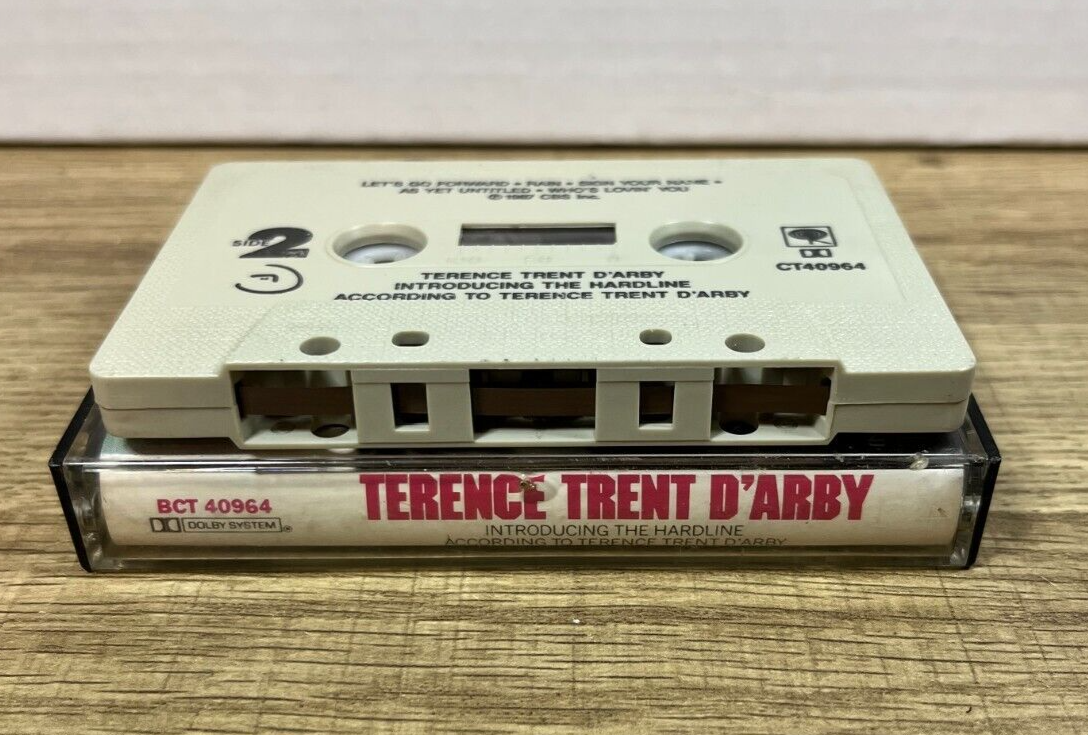 LET'S GO FORWARD • RAIN • SIGN YOUR NAME •
AS YET UNTITLED • WHO'S LOVIN' YOU
© 1987 CBS Inc.
SIDE 2
CT40964
TERENCE TRENT D'ARBY
INTRODUCING THE HARDLINE
ACCORDING TO TERENCE TRENT D'ARBY
BCT 40964
DOLBY SYSTEM
TERENCE TRENT D'ARBY
INTRODUCING THE HARDLINE
ACCORDING TO TERENCE TRENT D'ARBY